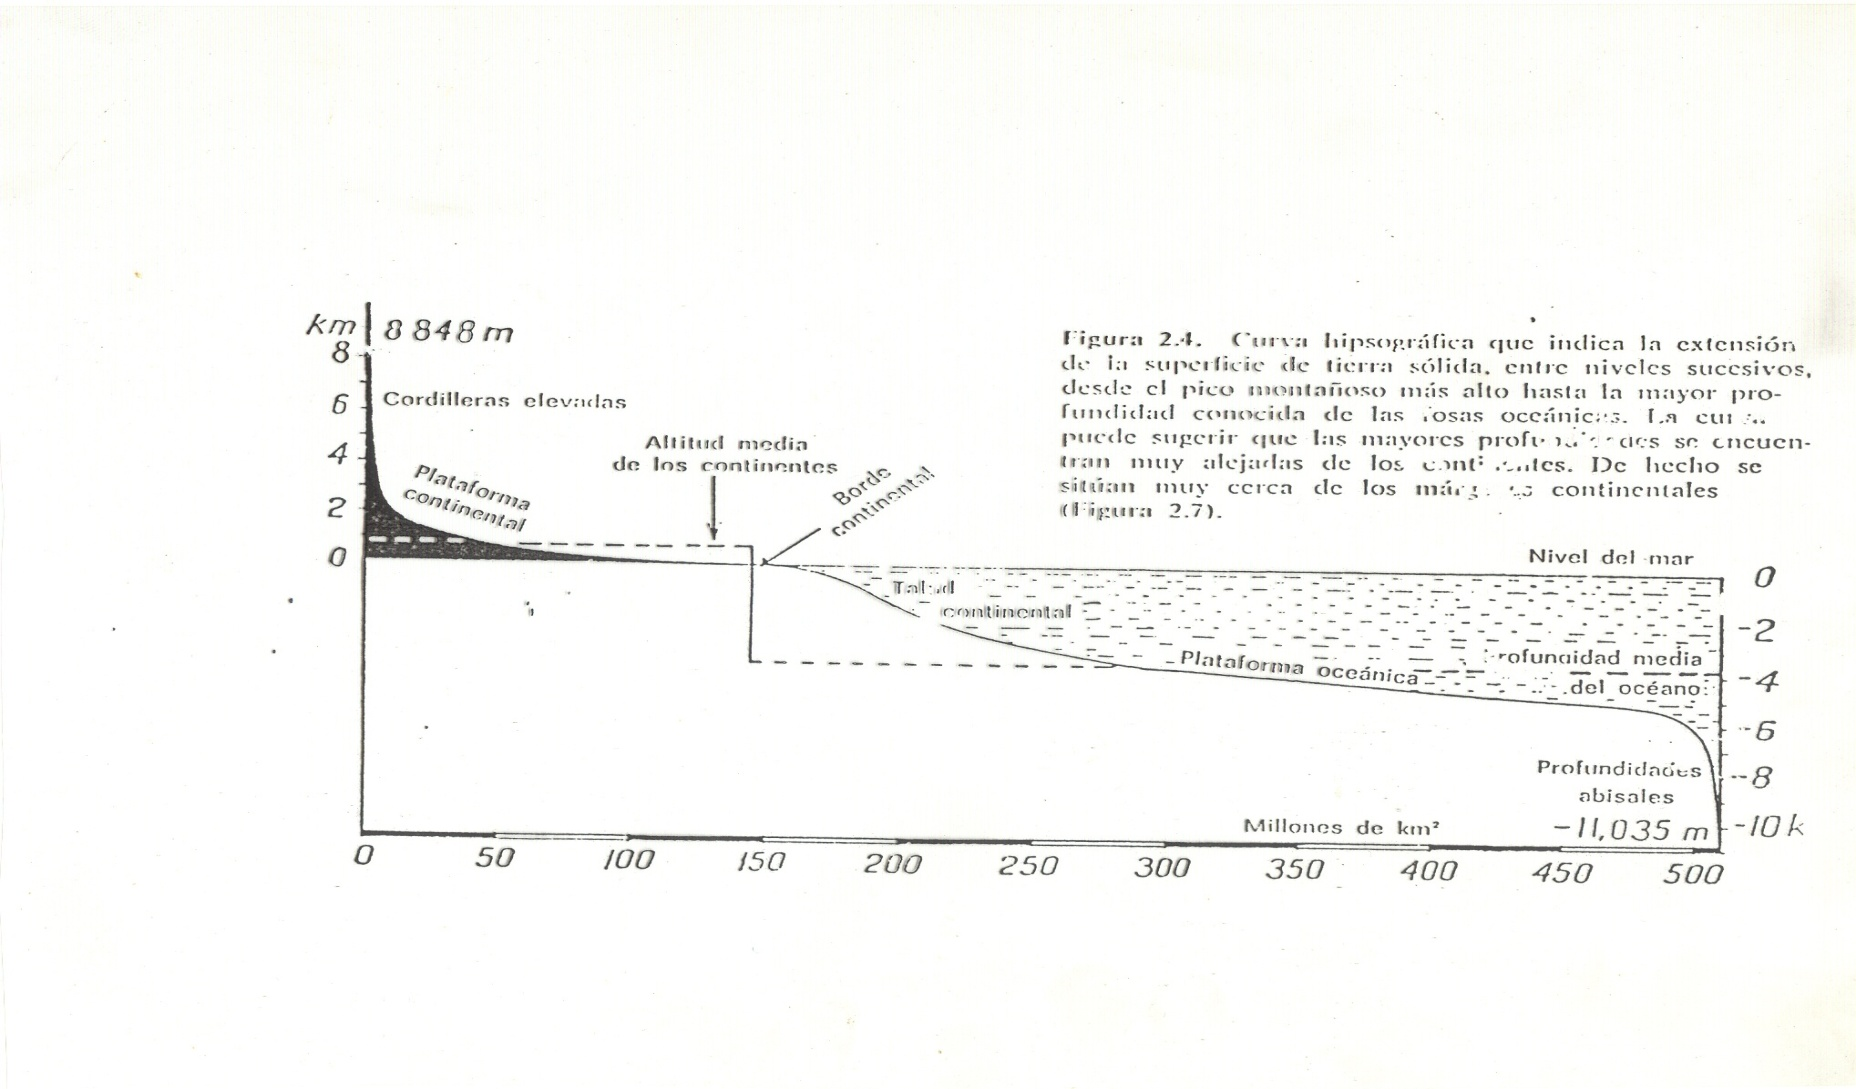 km 8 848 m
8
6 Cordilleras elevadas
4
2
0
Plataforma
continental
Altitud media
de los continentes
Borde
continental
Figura 2.4. Curva hipsográfica que indica la extensión
de la superficie de tierra sólida, entre niveles sucesivos,
desde el pico montañoso más alto hasta la mayor pro-
fundidad conocida de las fosas oceánicas. La
puede sugerir que las mayores se encuen-
tran muy alejadas de los De hecho se
sitúan muy cerca de los continentales
(Figura 2.7).
Nivel del mar
0
-2
-4
-6
-8
-10 k
Talud
continental
Plataforma oceánica
media
del océano
Profundidades
abisales
-11,035 m
Millones de km²
0 50 100 150 200 250 300 350 400 450 500